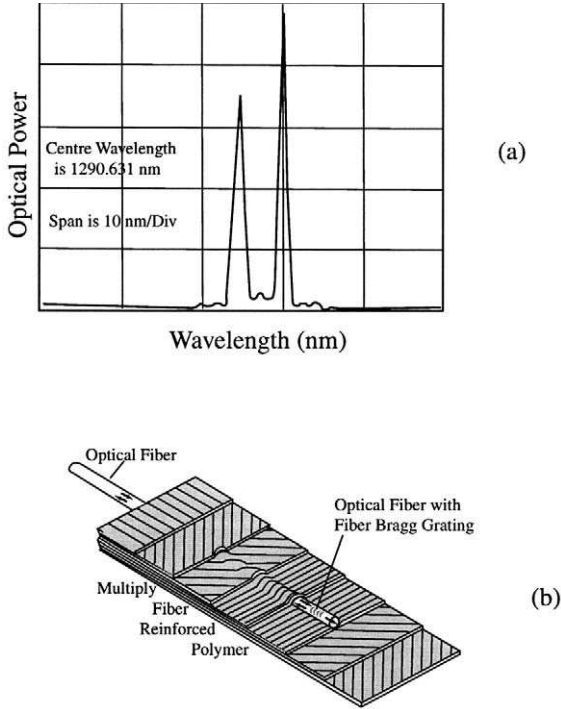 Optical Power
Centre Wavelength
is 1290.631 nm
Span is 10 nm/Div
(a)
Wavelength (nm)
Optical Fiber
Optical Fiber with
Fiber Bragg Grating
Multiply
Fiber
Reinforced
Polymer
(b)